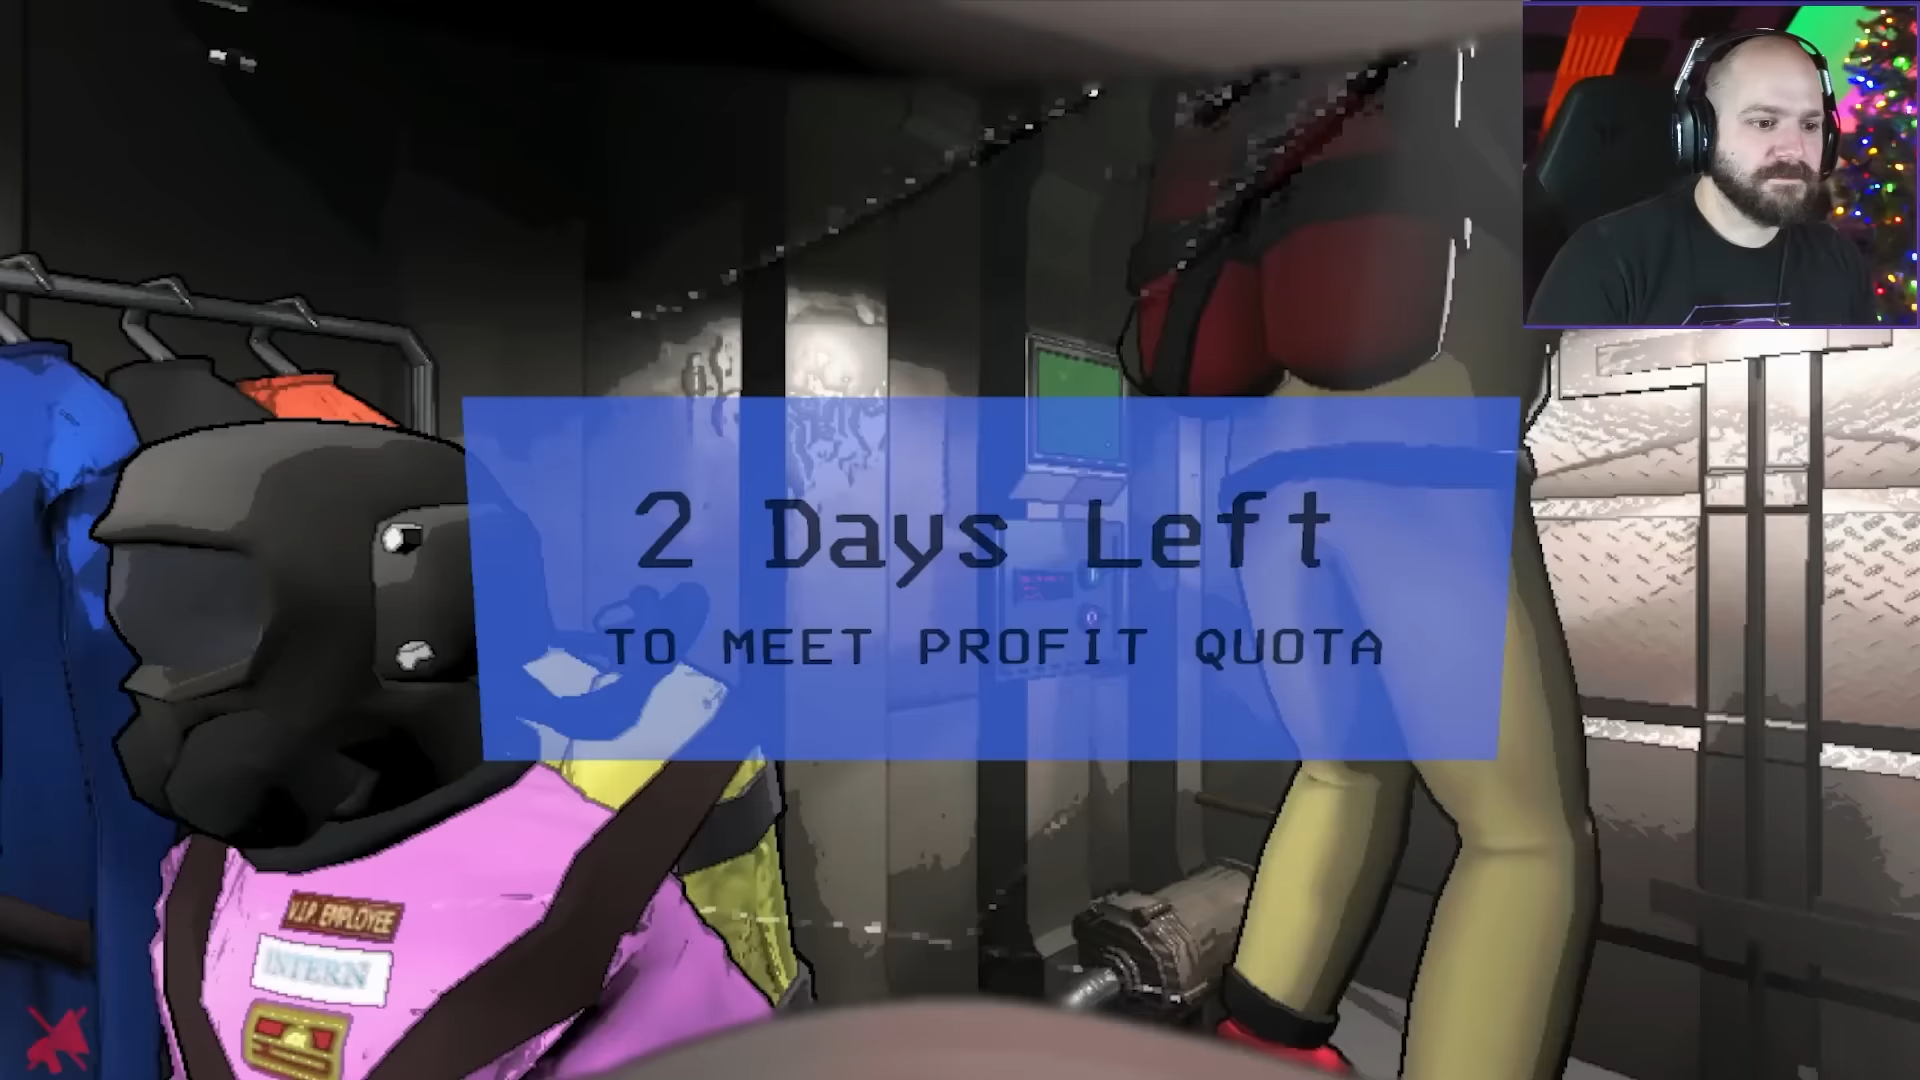 2 Days Left
TO MEET PROFIT QUOTA
V.I.P. EMPLOYEE
INTERN